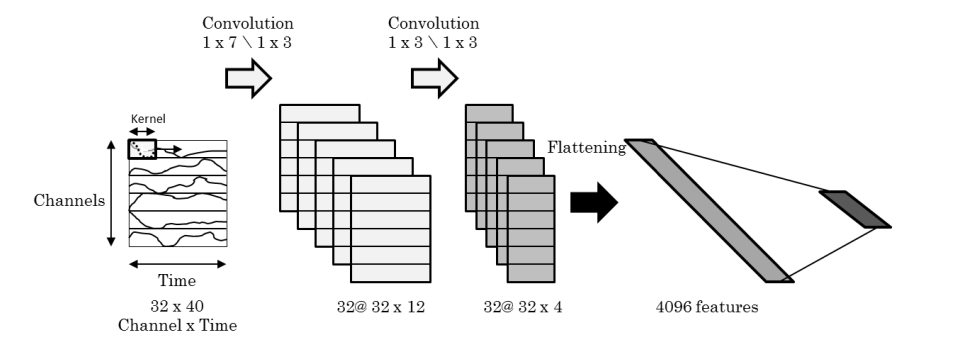 Convolution
1 x 7 \ 1 x 3
Convolution
1 x 3 \ 1 x 3
Kernel
Channels
Flattening
Time
32 x 40
Channel x Time
32@ 32 x 12
32@ 32 x 4
4096 features